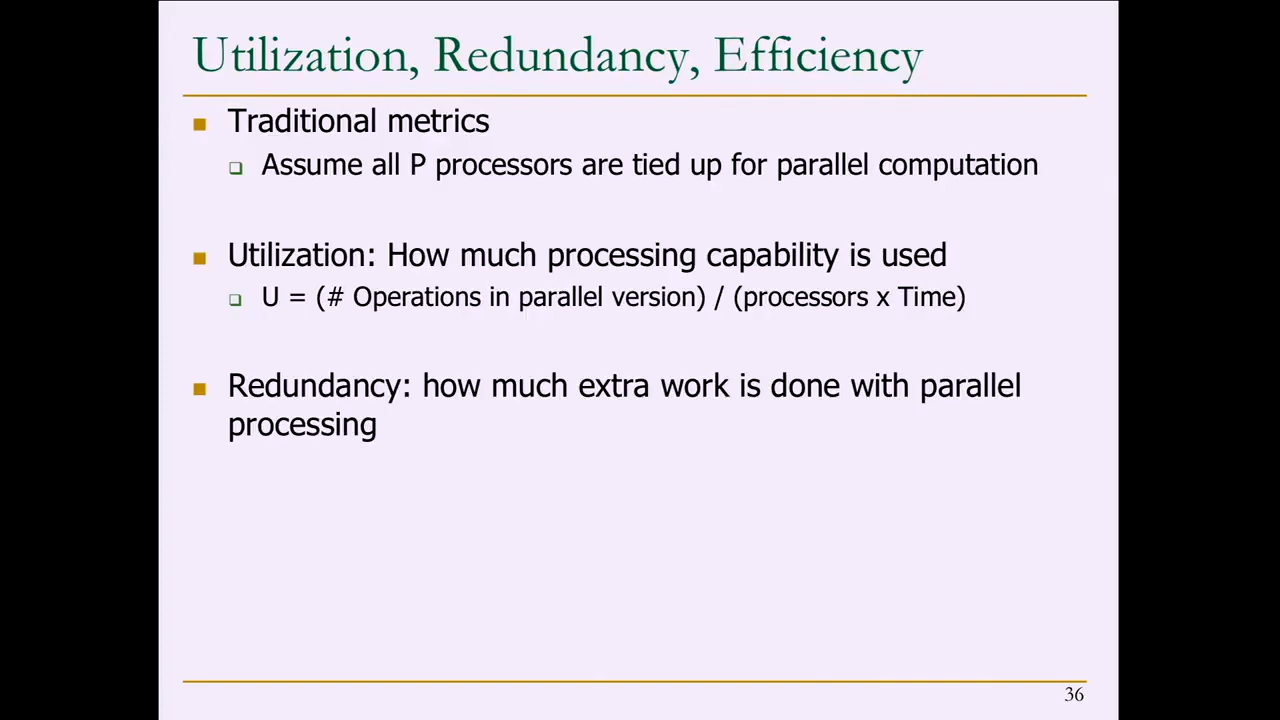 Utilization, Redundancy, Efficiency
Traditional metrics
Assume all P processors are tied up for parallel computation
Utilization: How much processing capability is used
U = (# Operations in parallel version) / (processors x Time)
Redundancy: how much extra work is done with parallel
processing
36